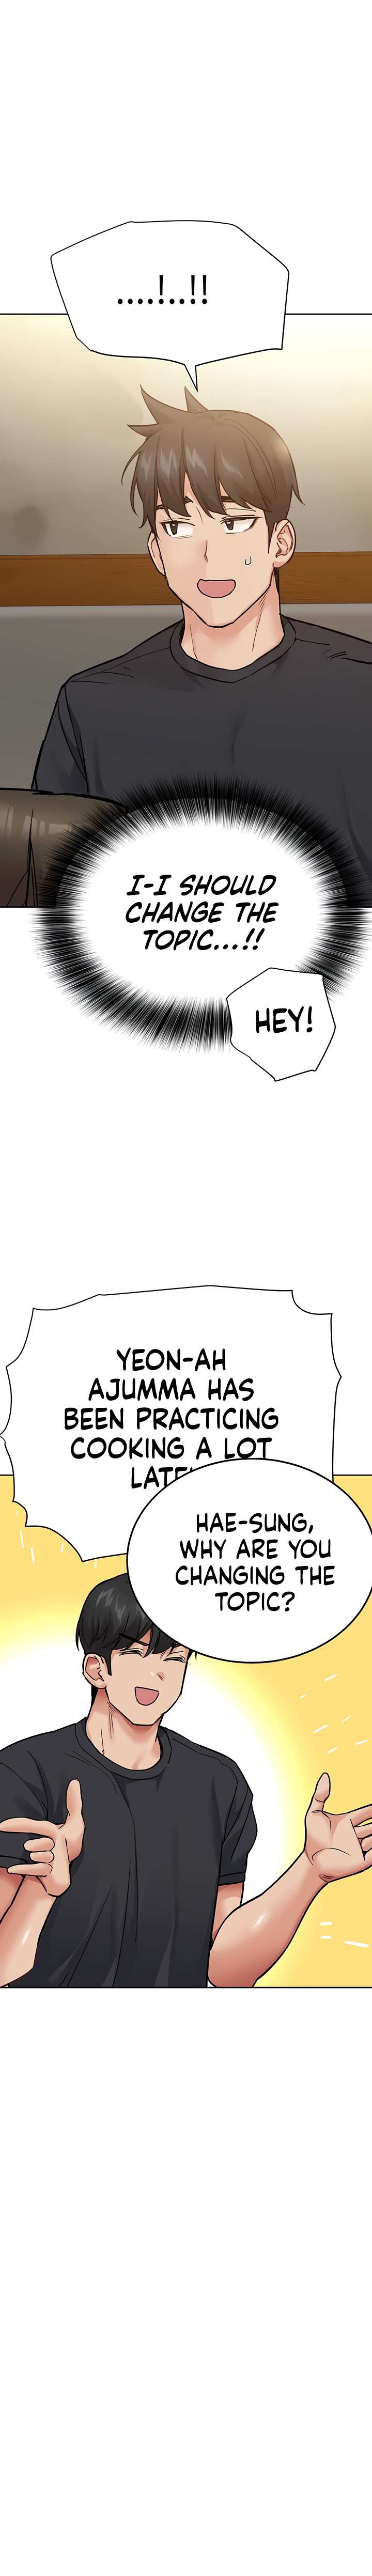 ....!..!!
I-I SHOULD
CHANGE THE
TOPIC...!!
HEY!
YEON-AH
AJUMMA HAS
BEEN PRACTICING
COOKING A LOT
HAE-SUNG,
WHY ARE YOU
CHANGING THE
TOPIC?